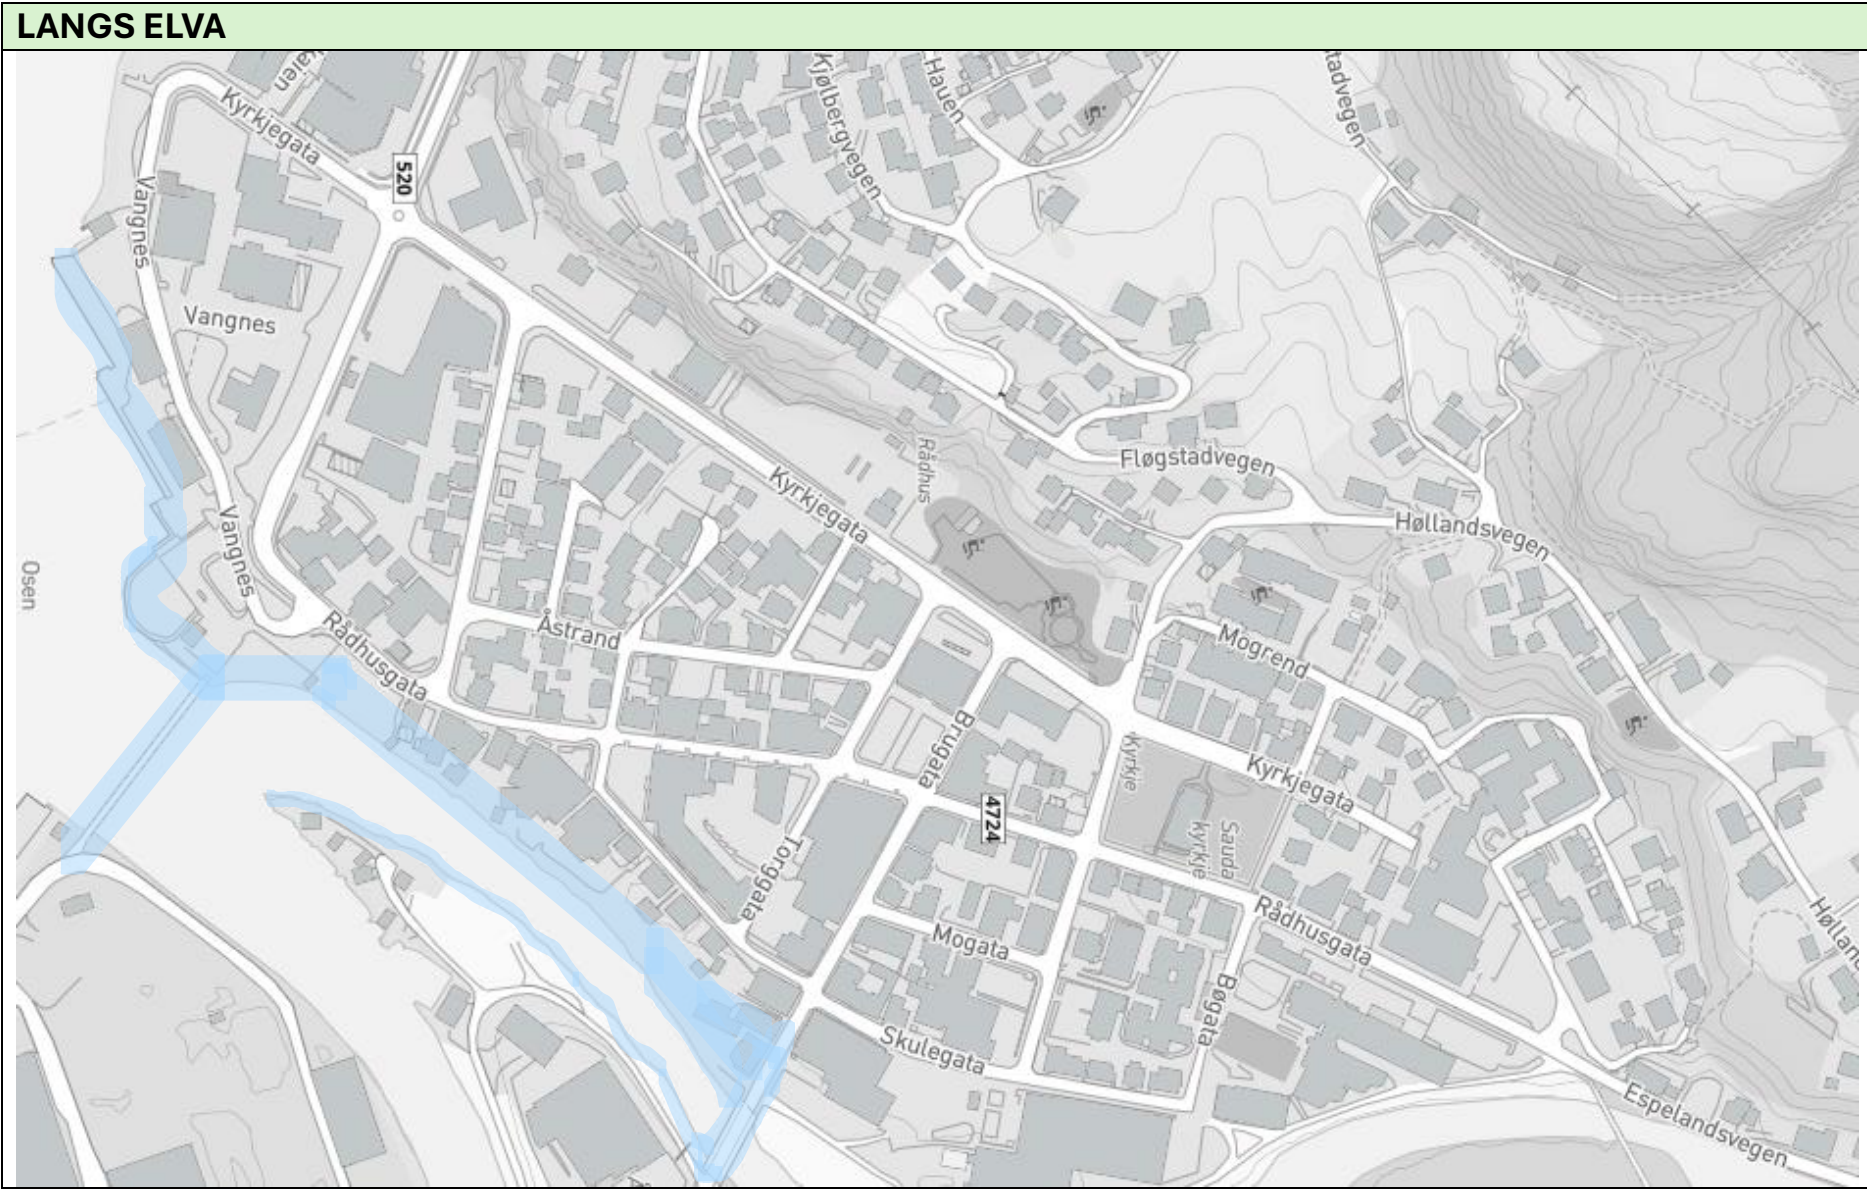 LANGS ELVA
Kyrkjegata
520
Kjølbergvegen
Hauen
Vangnes
Vangnes
Vangnes
Osen
Rådhusgata
Åstrand
Kyrkjegata
Rådhus
Fløgstadvegen
Høllandsvegen
Mogrend
Brugata
4724
Kyrkje
Kyrkjegata
Sauda
kyrkje
Torggata
Mogata
Rådhusgata
Bøgata
Skulegata
Espelandsvegen